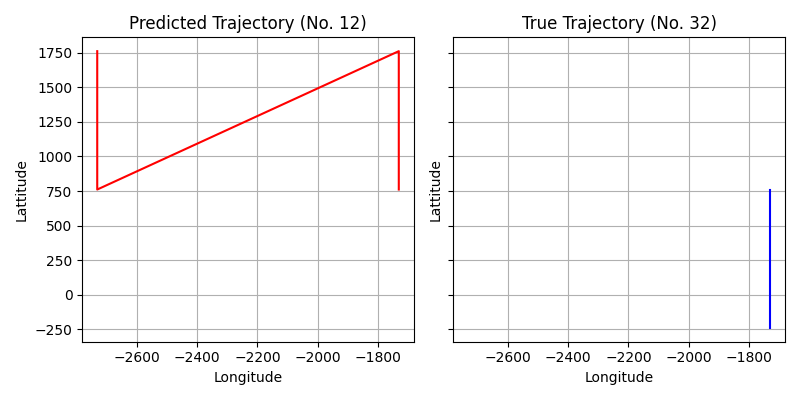 Predicted Trajectory (No. 12)
True Trajectory (No. 32)
1750
1500
1250
1000
750
500
250
0
−250
Lattitude
Lattitude
−2600 −2400 −2200 −2000 −1800
−2600 −2400 −2200 −2000 −1800
Longitude
Longitude